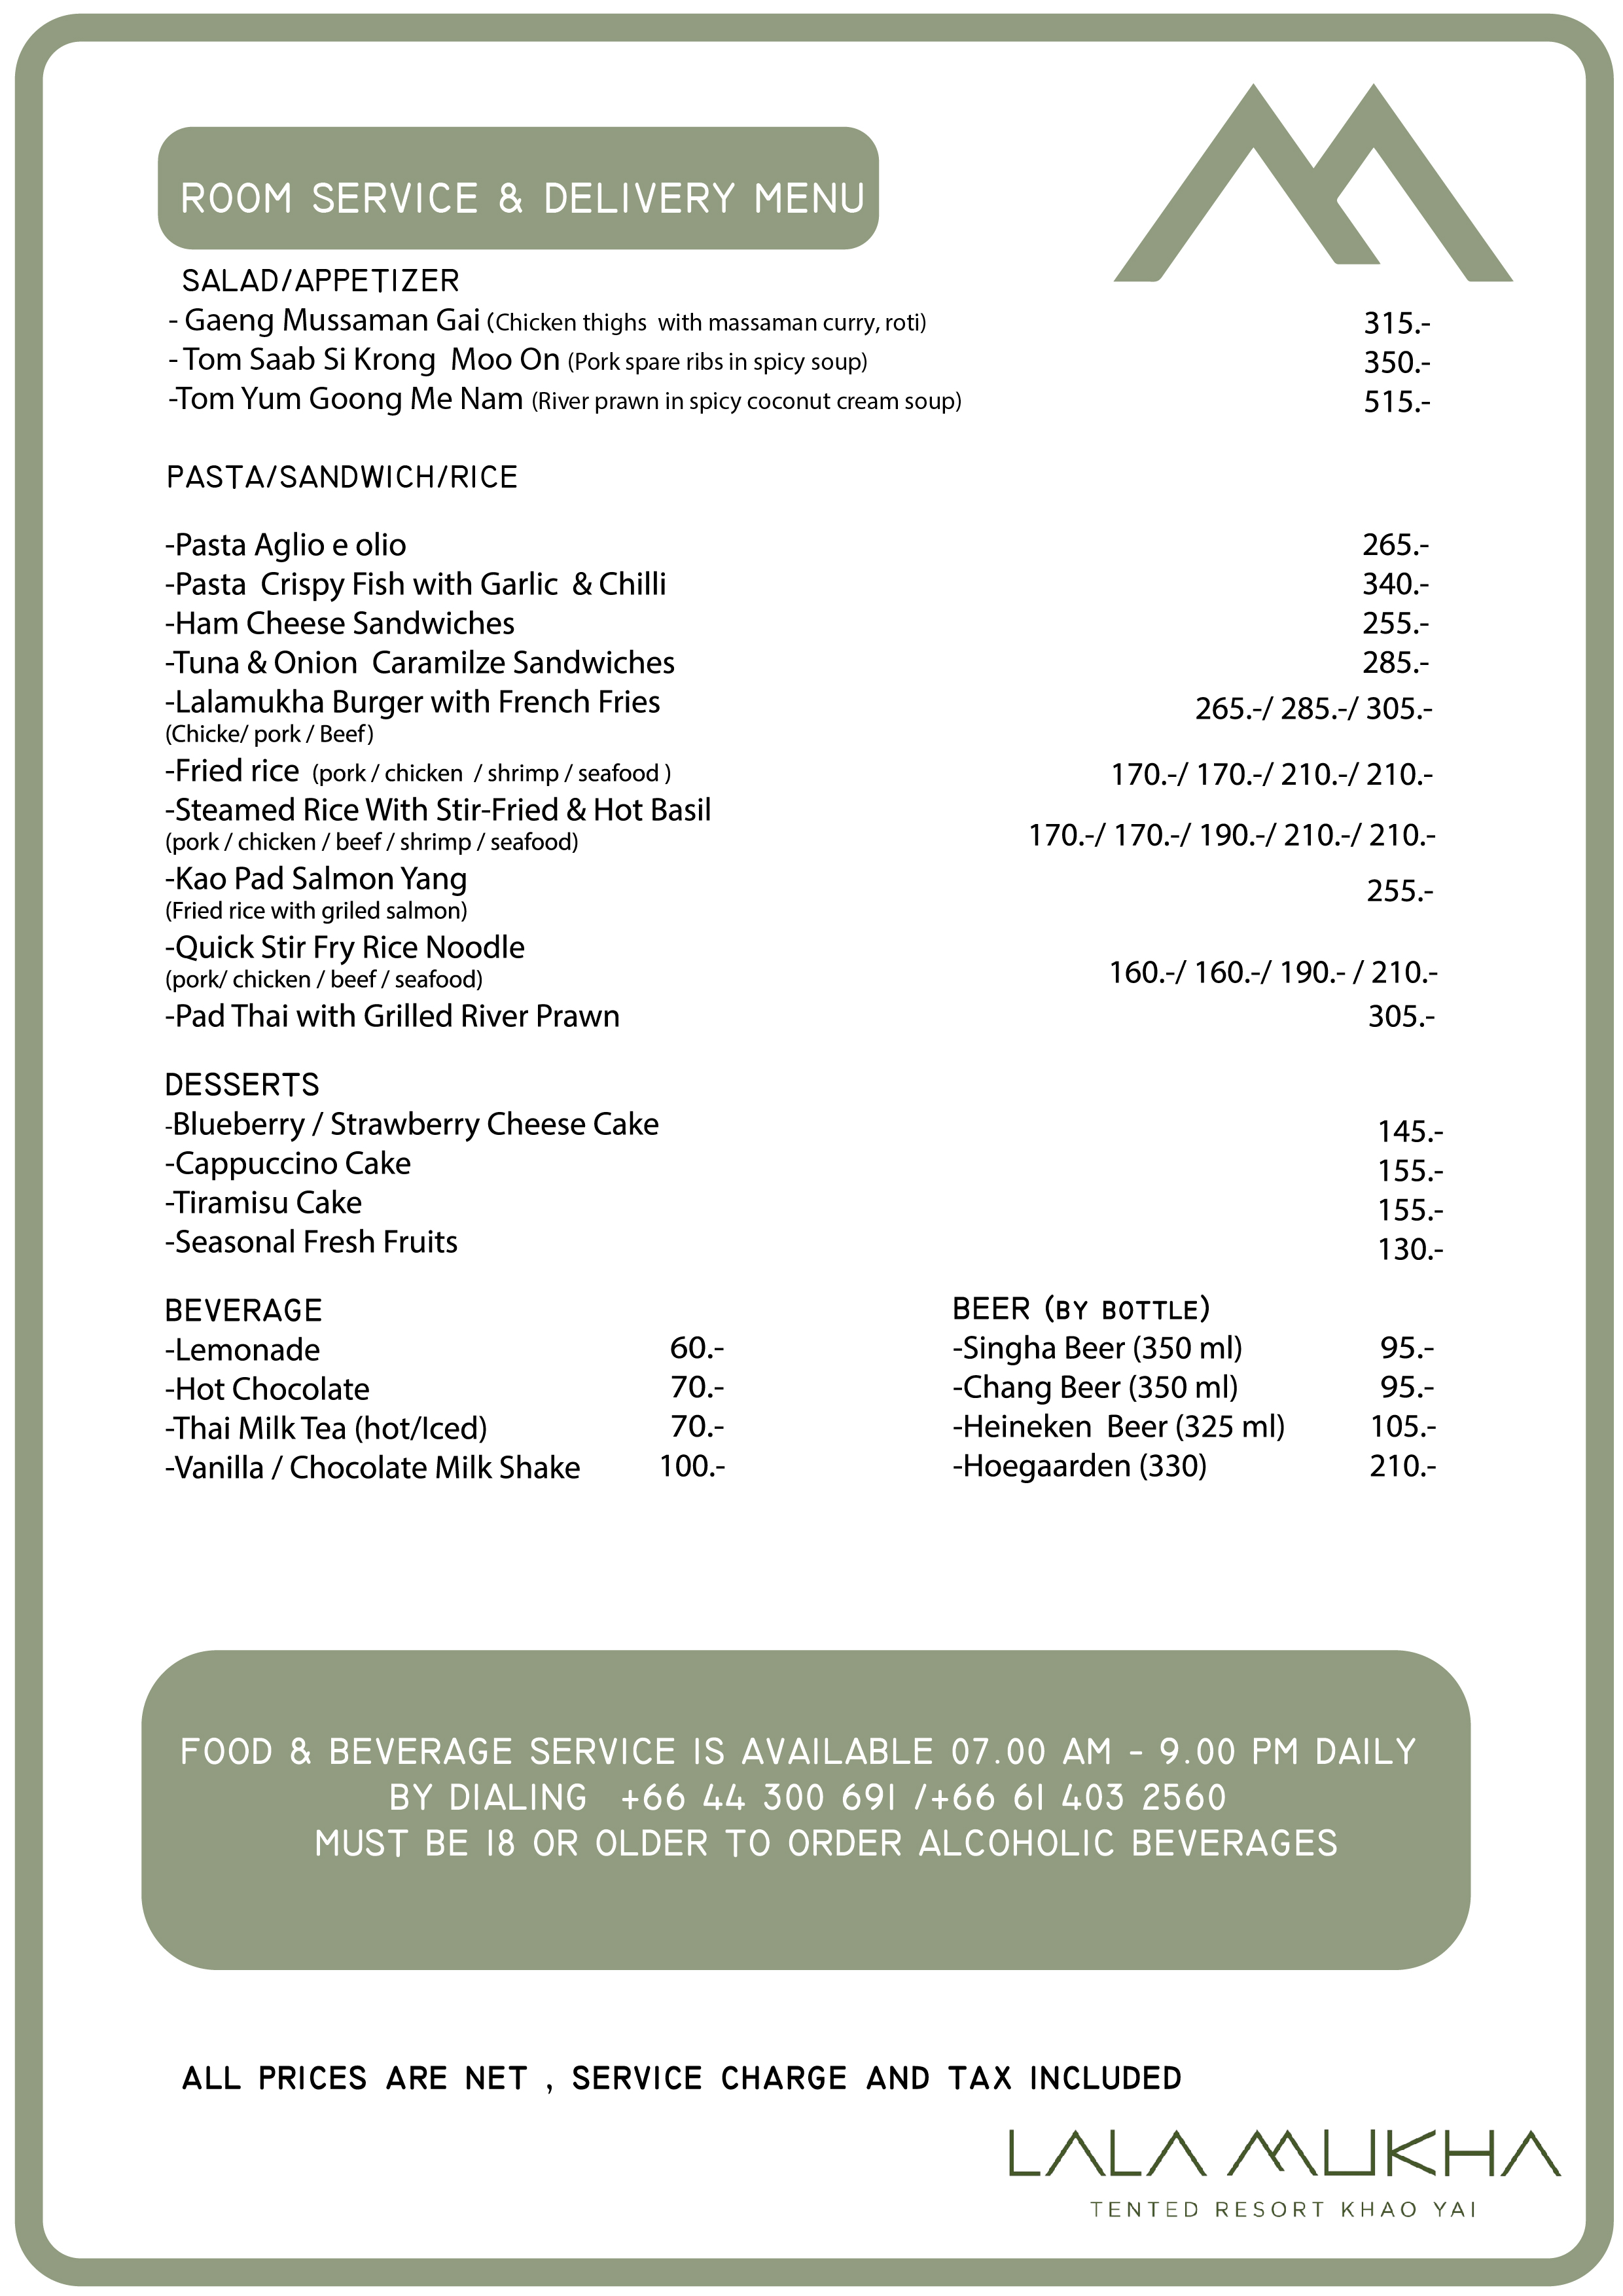 ROOM SERVICE & DELIVERY MENU
SALAD/APPETIZER
- Gaeng Mussaman Gai (Chicken thighs with massaman curry, roti) 315.-
- Tom Saab Si Krong Moo On (Pork spare ribs in spicy soup) 350.-
-Tom Yum Goong Me Nam (River prawn in spicy coconut cream soup) 515.-
PASTA/SANDWICH/RICE
-Pasta Aglio e olio 265.-
-Pasta Crispy Fish with Garlic & Chilli 340.-
-Ham Cheese Sandwiches 255.-
-Tuna & Onion Caramilze Sandwiches 285.-
-Lalamukha Burger with French Fries 265.-/ 285.-/ 305.-
(Chicke/ pork / Beef)
-Fried rice (pork / chicken / shrimp / seafood ) 170.-/ 170.-/ 210.-/ 210.-
-Steamed Rice With Stir-Fried & Hot Basil
(pork / chicken / beef / shrimp / seafood) 170.-/ 170.-/ 190.-/ 210.-/ 210.-
-Kao Pad Salmon Yang 255.-
(Fried rice with griled salmon)
-Quick Stir Fry Rice Noodle
(pork/ chicken / beef / seafood) 160.-/ 160.-/ 190.- / 210.-
-Pad Thai with Grilled River Prawn 305.-
DESSERTS
-Blueberry / Strawberry Cheese Cake 145.-
-Cappuccino Cake 155.-
-Tiramisu Cake 155.-
-Seasonal Fresh Fruits 130.-
BEVERAGE
-Lemonade 60.-
-Hot Chocolate 70.-
-Thai Milk Tea (hot/Iced) 70.-
-Vanilla / Chocolate Milk Shake 100.-
BEER (BY BOTTLE)
-Singha Beer (350 ml) 95.-
-Chang Beer (350 ml) 95.-
-Heineken Beer (325 ml) 105.-
-Hoegaarden (330) 210.-
FOOD & BEVERAGE SERVICE IS AVAILABLE 07.00 AM - 9.00 PM DAILY
BY DIALING +66 44 300 691 /+66 61 403 2560
MUST BE 18 OR OLDER TO ORDER ALCOHOLIC BEVERAGES
ALL PRICES ARE NET , SERVICE CHARGE AND TAX INCLUDED
LALA MUKHA
TENTED RESORT KHAO YAI